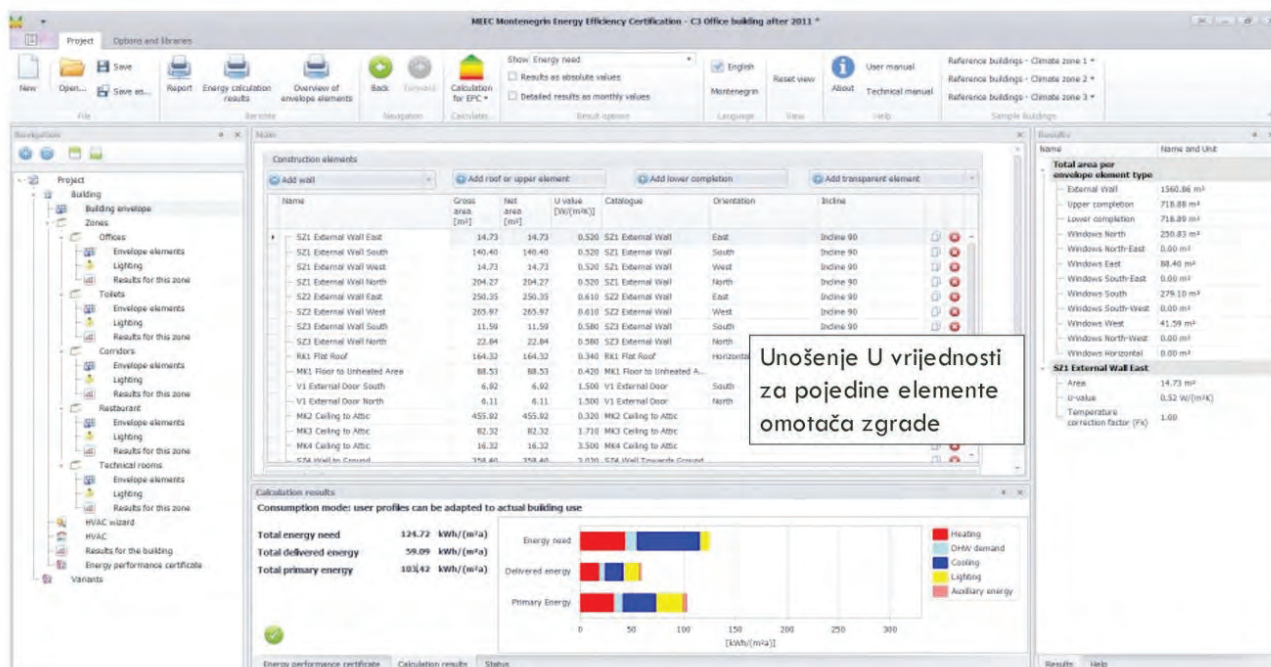 MEEC Montenegrin Energy Efficiency Certification - C3 Office building after 2011 *
Project Options and libraries
New
Open...
Save
Save as...
File
Report
Energy calculation results
Overview of envelope elements
Back
Forward
Navigation
Calculation for EPC
Show Energy need
Results as absolute values
Detailed results as monthly values
Result options
English
Montenegrin
Language
Reset view
View
About
User manual
Technical manual
Help
Reference buildings - Climate zone 1
Reference buildings - Climate zone 2
Reference buildings - Climate zone 3
Sample Buildings
Navigation
Project
Building
Building envelope
Zones
Offices
Envelope elements
Lighting
Results for this zone
Toilets
Envelope elements
Lighting
Results for this zone
Corridors
Envelope elements
Lighting
Results for this zone
Restaurant
Envelope elements
Lighting
Results for this zone
Technical rooms
Envelope elements
Lighting
Results for this zone
HVAC wizard
HVAC
Results for the building
Energy performance certificate
Variants
Main
Construction elements
Add wall Add roof or upper element Add lower completion Add transparent element
Name Gross area [m²] Net area [m²] U value [W/(m²K)] Catalogue Orientation Incline
SZ1 External Wall East 14.73 14.73 0.520 SZ1 External Wall East Incline 90
SZ1 External Wall South 140.40 140.40 0.520 SZ1 External Wall South Incline 90
SZ1 External Wall West 14.73 14.73 0.520 SZ1 External Wall West Incline 90
SZ1 External Wall North 204.27 204.27 0.520 SZ1 External Wall North Incline 90
SZ2 External Wall East 250.35 250.35 0.610 SZ2 External Wall East Incline 90
SZ2 External Wall West 265.97 265.97 0.610 SZ2 External Wall West Incline 90
SZ3 External Wall South 11.59 11.59 0.580 SZ3 External Wall South Incline 90
SZ3 External Wall North 22.84 22.84 0.580 SZ3 External Wall North
RK1 Flat Roof 164.32 164.32 0.340 RK1 Flat Roof Horizontal
MK1 Floor to Unheated Area 88.53 88.53 0.420 MK1 Floor to Unheated A...
V1 External Door South 6.92 6.92 1.500 V1 External Door South
V1 External Door North 6.11 6.11 1.500 V1 External Door North
MK2 Ceiling to Attic 455.92 455.92 0.320 MK2 Ceiling to Attic
MK3 Ceiling to Attic 82.32 82.32 1.710 MK3 Ceiling to Attic
MK4 Ceiling to Attic 16.32 16.32 3.500 MK4 Ceiling to Attic
SZ4 Wall to Ground 358.40 358.40 SZ4 Wall Towards Ground
Unošenje U vrijednosti
za pojedine elemente
omotača zgrade
Calculation results
Consumption mode: user profiles can be adapted to actual building use
Total energy need 124.72 kWh/(m²a)
Total delivered energy 59.09 kWh/(m²a)
Total primary energy 103.42 kWh/(m²a)
Energy need
Delivered energy
Primary Energy
0 50 100 150 200 250 300
[kWh/(m²a)]
Heating
DHW demand
Cooling
Lighting
Auxiliary energy
Energy performance certificate Calculation results Status
Results
Name Name and Unit
Total area per
envelope element type
External Wall 1560.86 m²
Upper completion 718.88 m²
Lower completion 718.89 m²
Windows North 250.83 m²
Windows North-East 0.00 m²
Windows East 88.40 m²
Windows South-East 0.00 m²
Windows South 279.10 m²
Windows South-West 0.00 m²
Windows West 41.59 m²
Windows North-West 0.00 m²
Windows Horizontal 0.00 m²
SZ1 External Wall East
Area 14.73 m²
U-value 0.52 W/(m²K)
Temperature
correction factor (Fx) 1.00
Results Help